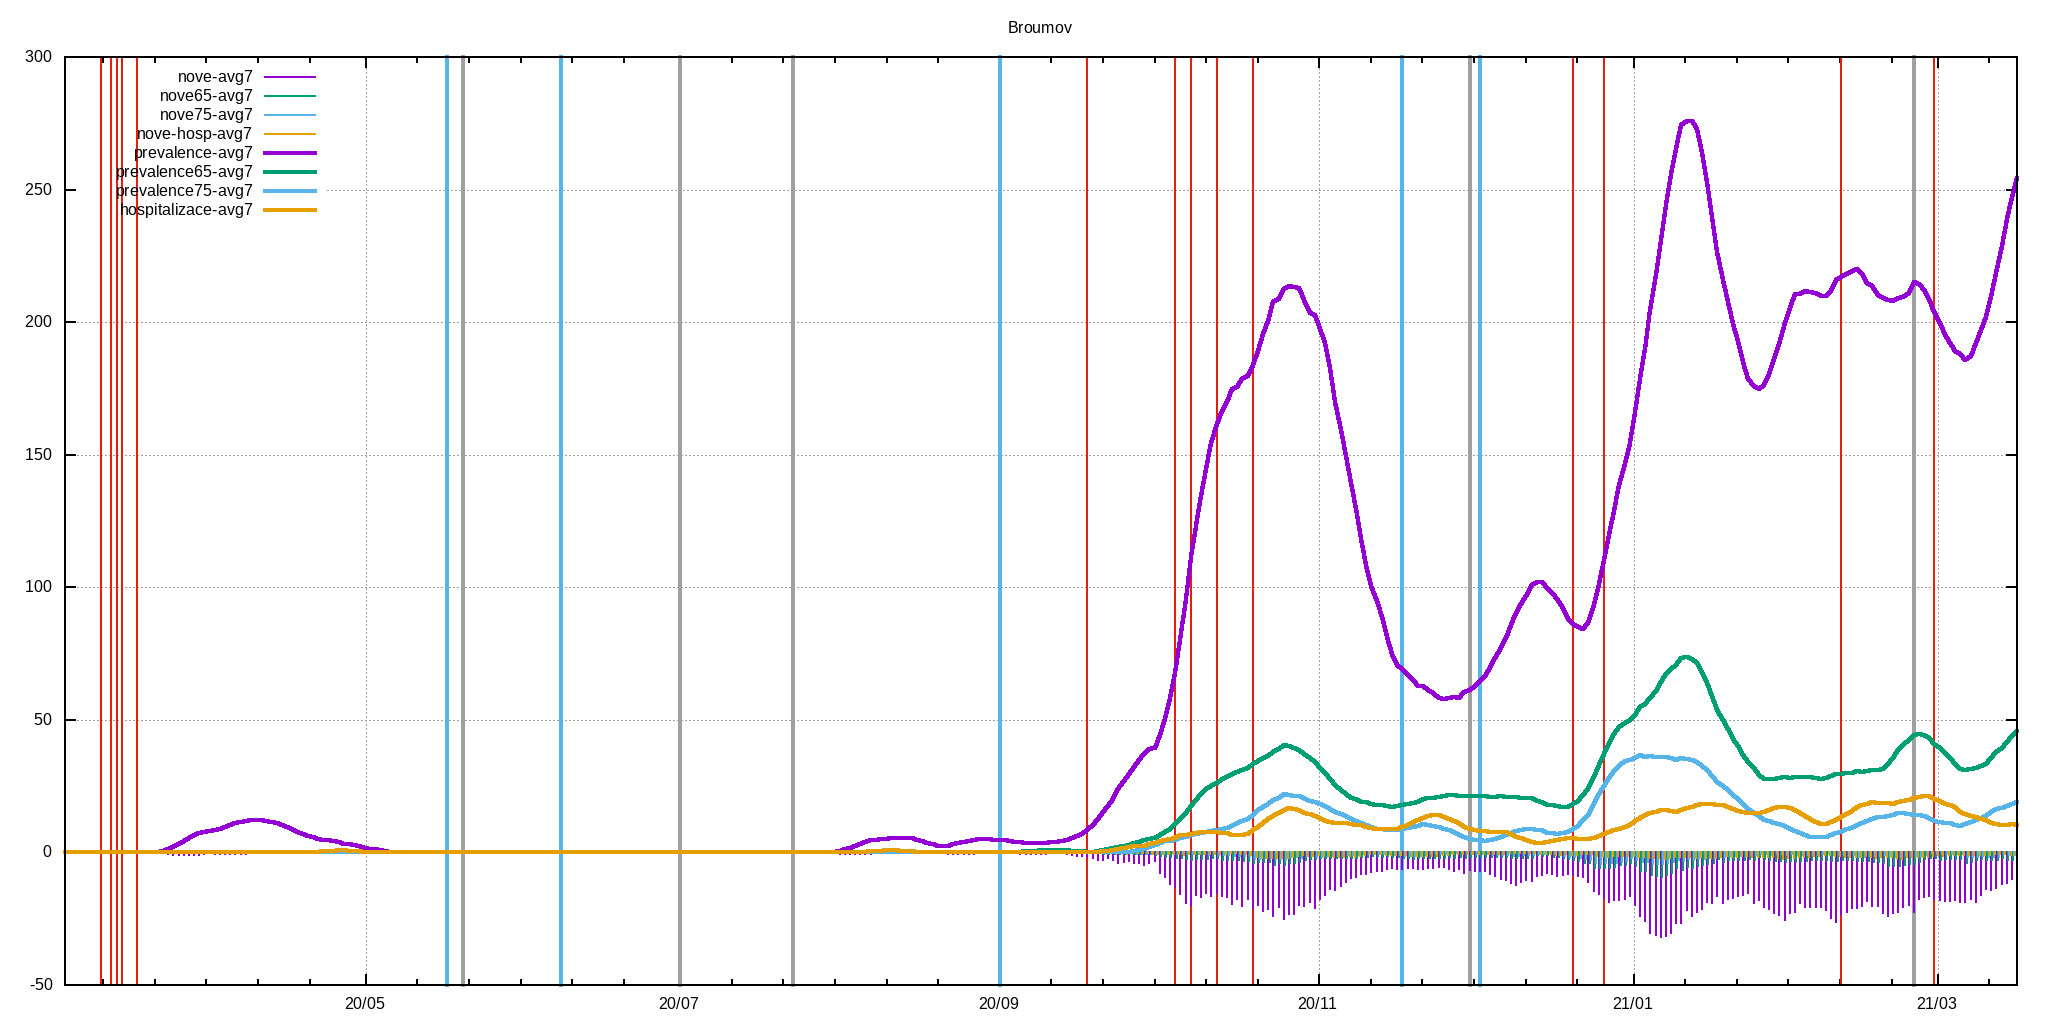 Broumov
300
250
200
150
100
50
0
-50
nove-avg7
nove65-avg7
nove75-avg7
nove-hosp-avg7
prevalence-avg7
prevalence65-avg7
prevalence75-avg7
hospitalizace-avg7
20/05 20/07 20/09 20/11 21/01 21/03